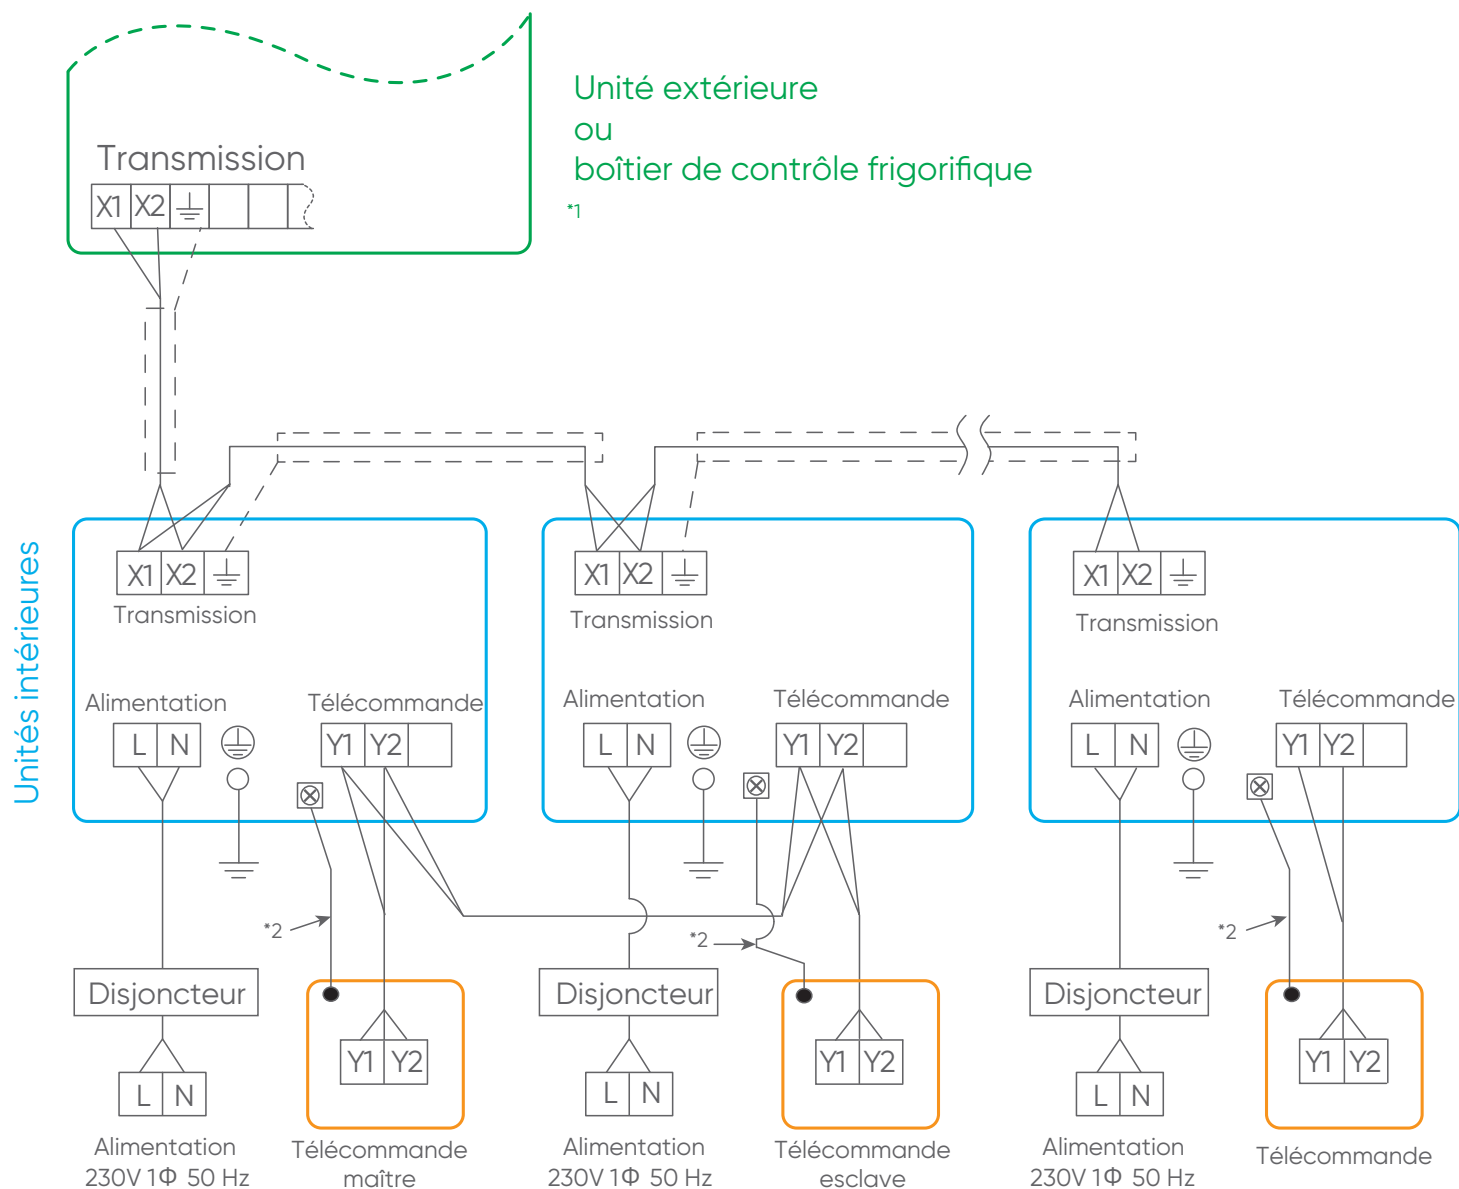 Unité extérieure
ou
boîtier de contrôle frigorifique
*1
Transmission
X1 X2
Unités intérieures
X1 X2
Transmission
X1 X2
Transmission
X1 X2
Transmission
Alimentation
Télécommande
Alimentation
Télécommande
Alimentation
Télécommande
L N
Y1 Y2
L N
Y1 Y2
L N
Y1 Y2
*2
*2
*2
Disjoncteur
Disjoncteur
Disjoncteur
Y1 Y2
Y1 Y2
Y1 Y2
L N
L N
L N
Alimentation
230V 1Φ 50 Hz
Télécommande
maître
Alimentation
230V 1Φ 50 Hz
Télécommande
esclave
Alimentation
230V 1Φ 50 Hz
Télécommande